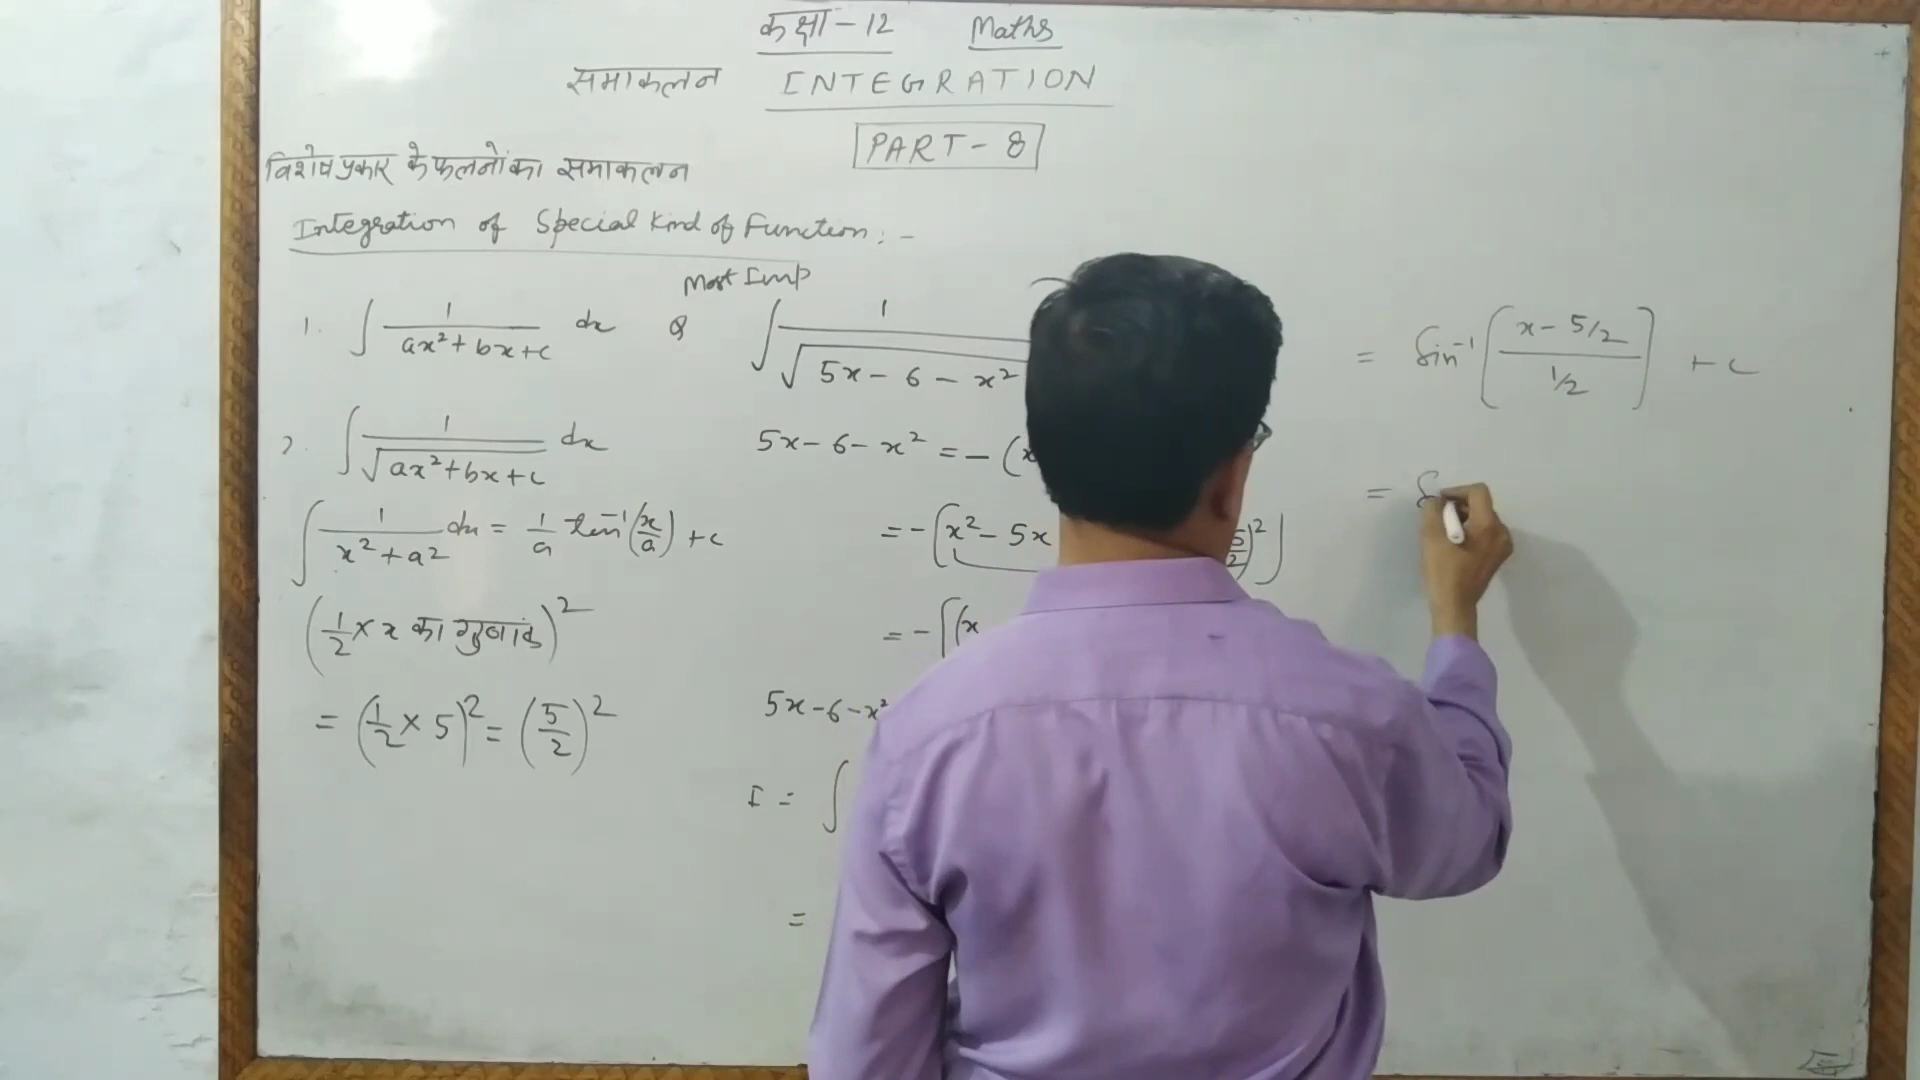 कक्षा - 12 Maths
समाकलन INTEGRATION
PART - 8
विशेष प्रकार के फलनों का समाकलन
Integration of Special Kind of Function : -
Most Imp
1. ∫ 1/(ax² + bx + c) dx
2. ∫ 1/√(ax² + bx + c) dx
∫ 1/(x² + a²) dx = 1/a tan⁻¹(x/a) + c
(1/2 × x का गुणांक)²
= (1/2 × 5)² = (5/2)²
Q ∫ 1/√(5x - 6 - x²
5x - 6 - x² = - (x
= - [x² - 5x (5/2)²]
= - [(x
5x - 6 - x²
I = ∫
=
= Sin⁻¹[(x - 5/2)/(1/2)] + c
= S